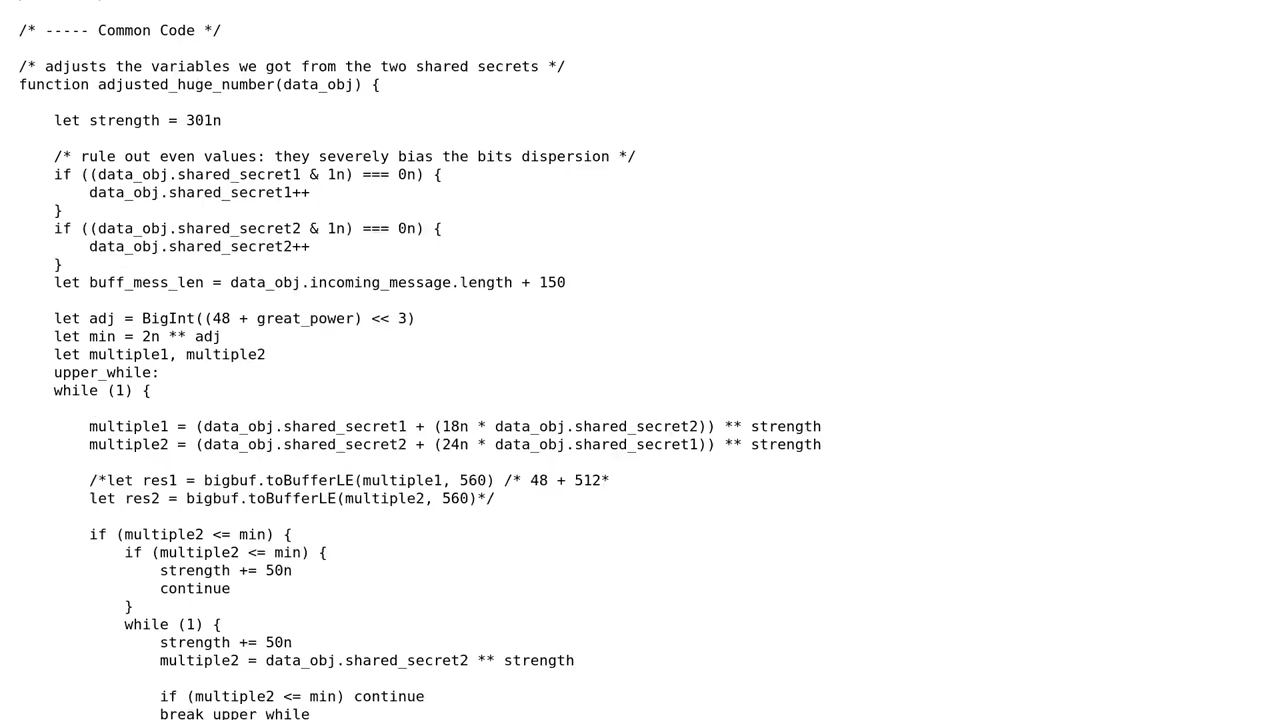 /* ----- Common Code */
/* adjusts the variables we got from the two shared secrets */
function adjusted_huge_number(data_obj) {
let strength = 301n
/* rule out even values: they severely bias the bits dispersion */
if ((data_obj.shared_secret1 & 1n) === 0n) {
data_obj.shared_secret1++
}
if ((data_obj.shared_secret2 & 1n) === 0n) {
data_obj.shared_secret2++
}
let buff_mess_len = data_obj.incoming_message.length + 150
let adj = BigInt((48 + great_power) << 3)
let min = 2n ** adj
let multiple1, multiple2
upper_while:
while (1) {
multiple1 = (data_obj.shared_secret1 + (18n * data_obj.shared_secret2)) ** strength
multiple2 = (data_obj.shared_secret2 + (24n * data_obj.shared_secret1)) ** strength
/*let res1 = bigbuf.toBufferLE(multiple1, 560) /* 48 + 512*
let res2 = bigbuf.toBufferLE(multiple2, 560)*/
if (multiple2 <= min) {
if (multiple2 <= min) {
strength += 50n
continue
}
while (1) {
strength += 50n
multiple2 = data_obj.shared_secret2 ** strength
if (multiple2 <= min) continue
break upper_while